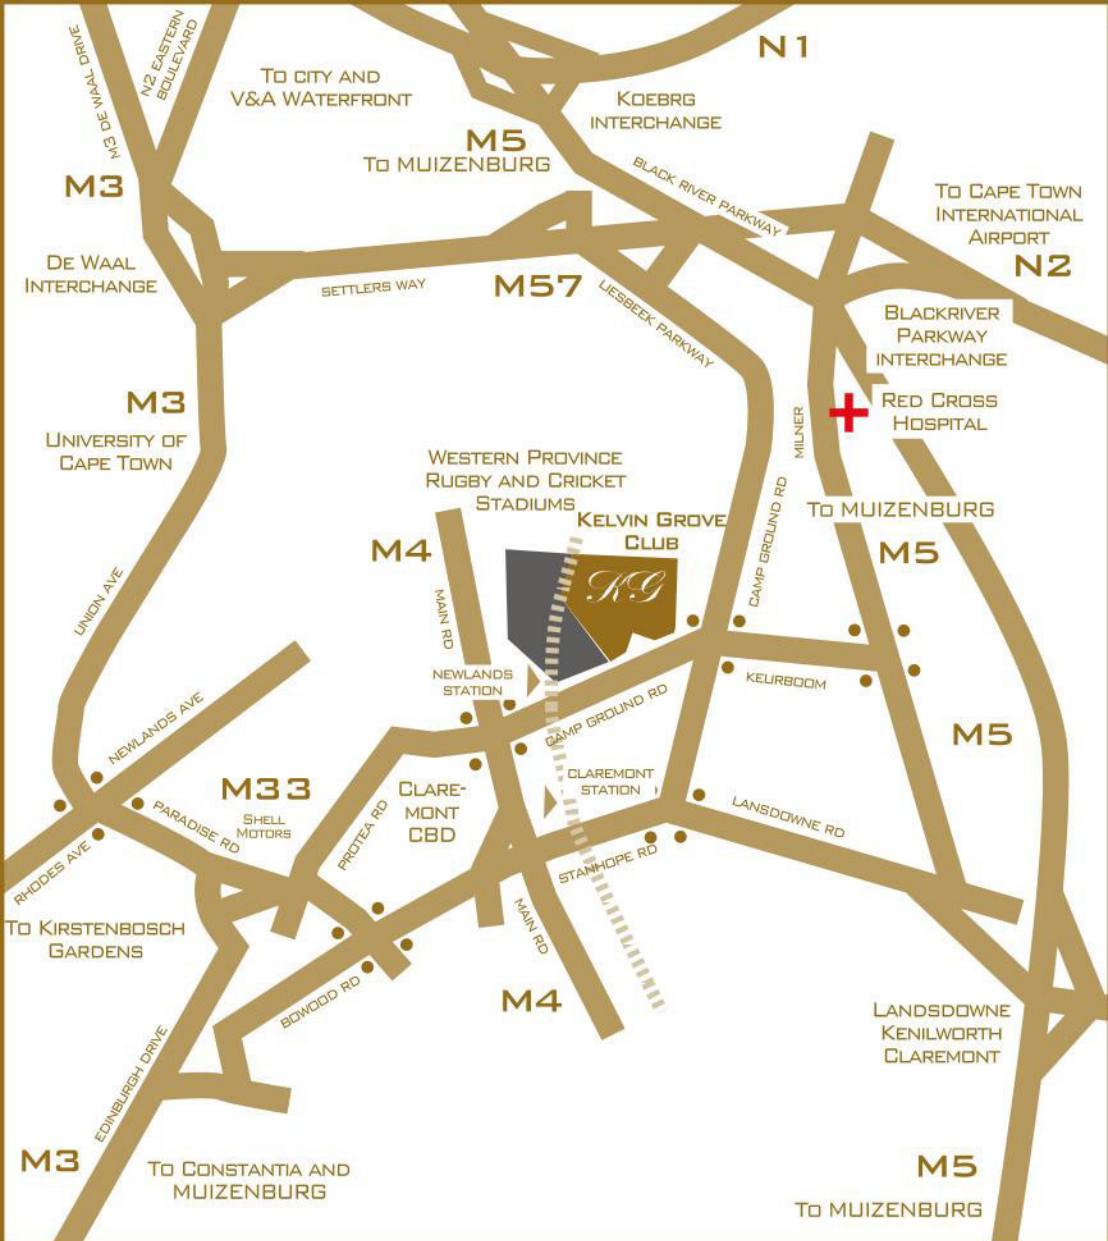 M3 DE WAAL DRIVE
N2 EASTERN
BOULEVARD
TO CITY AND
V&A WATERFRONT
N1
KOEBRG
INTERCHANGE
M5
TO MUIZENBURG
BLACK RIVER PARKWAY
M3
TO CAPE TOWN
INTERNATIONAL
AIRPORT
N2
DE WAAL
INTERCHANGE
SETTLERS WAY
M57
LIESBEEK PARKWAY
BLACKRIVER
PARKWAY
INTERCHANGE
M3
UNIVERSITY OF
CAPE TOWN
MILNER
RED CROSS
HOSPITAL
WESTERN PROVINCE
RUGBY AND CRICKET
STADIUMS
KELVIN GROVE
CLUB
KG
TO MUIZENBURG
M5
M4
MAIN RD
CAMP GROUND RD
UNION AVE
NEWLANDS
STATION
KEURBOOM
CAMP GROUND RD
NEWLANDS AVE
M5
M33
SHELL
MOTORS
CLARE-
MONT
CBD
CLAREMONT
STATION
LANSDOWNE RD
PARADISE RD
PROTEA RD
RHODES AVE
STANHOPE RD
TO KIRSTENBOSCH
GARDENS
MAIN RD
M4
BOWOOD RD
LANDSDOWNE
KENILWORTH
CLAREMONT
EDINBURGH DRIVE
M3
TO CONSTANTIA AND
MUIZENBURG
M5
TO MUIZENBURG